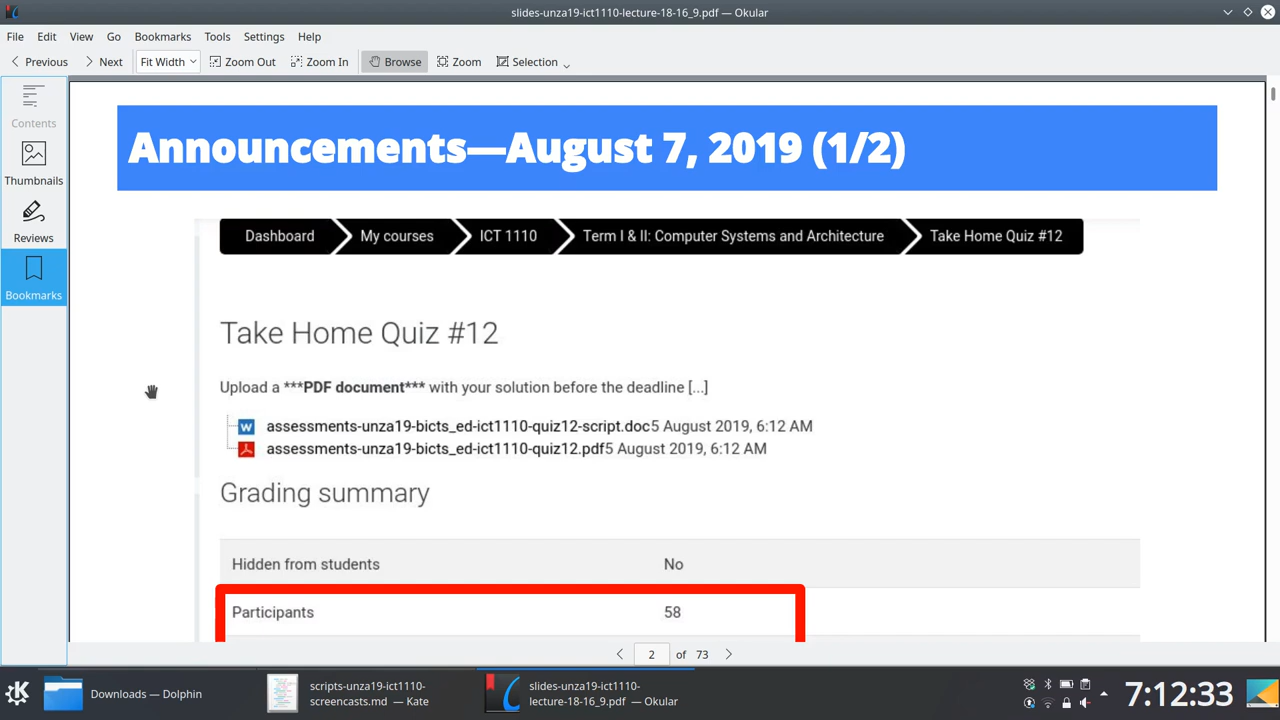 slides-unza19-ict1110-lecture-18-16_9.pdf — Okular
File Edit View Go Bookmarks Tools Settings Help
Previous Next Fit Width Zoom Out Zoom In Browse Zoom Selection
Contents
Thumbnails
Reviews
Bookmarks
Announcements—August 7, 2019 (1/2)
Dashboard My courses ICT 1110 Term I & II: Computer Systems and Architecture Take Home Quiz #12
Take Home Quiz #12
Upload a ***PDF document*** with your solution before the deadline [...]
assessments-unza19-bicts_ed-ict1110-quiz12-script.doc5 August 2019, 6:12 AM
assessments-unza19-bicts_ed-ict1110-quiz12.pdf5 August 2019, 6:12 AM
Grading summary
Hidden from students No
Participants 58
2 of 73
Downloads — Dolphin
scripts-unza19-ict1110-
screencasts.md — Kate
slides-unza19-ict1110-
lecture-18-16_9.pdf — Okular
7:12:33